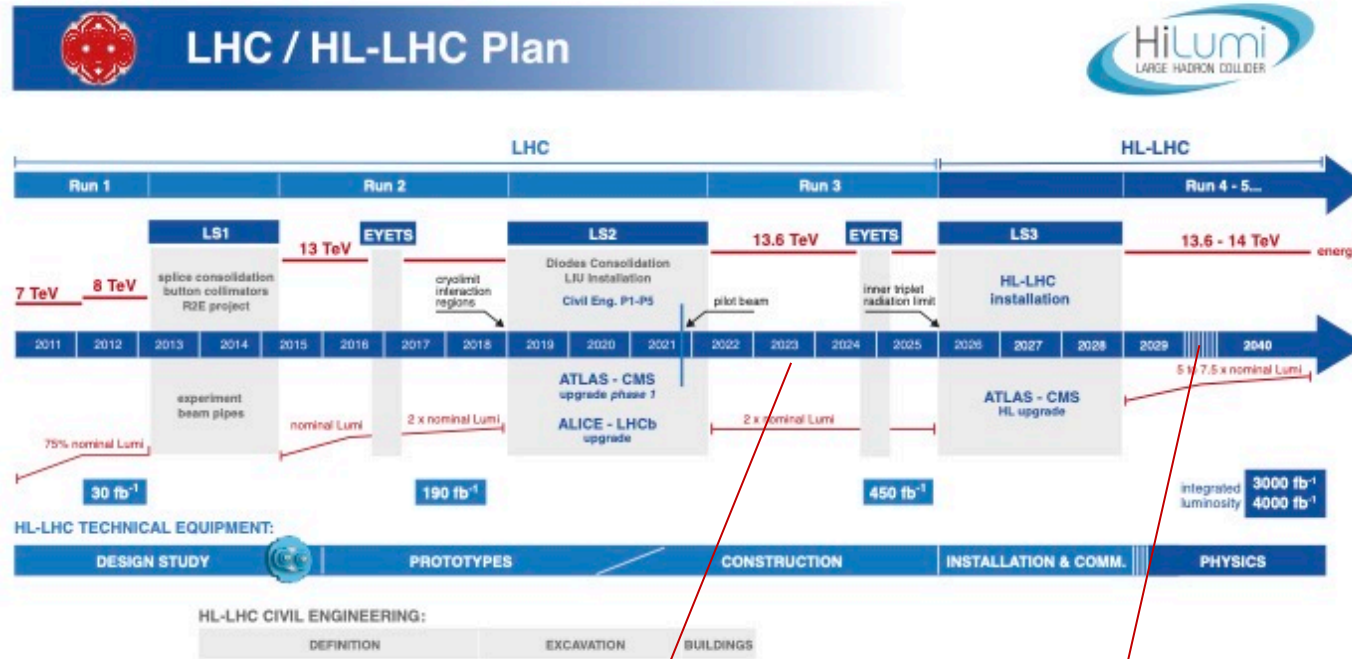 LHC / HL-LHC Plan
HiLumi
LARGE HADRON COLLIDER
LHC
HL-LHC
Run 1
Run 2
Run 3
Run 4 - 5...
LS1
EYETS
LS2
EYETS
LS3
13 TeV
13.6 TeV
13.6 - 14 TeV
energy
7 TeV
8 TeV
splice consolidation
button collimators
R2E project
cryolimit
interaction
regions
Diodes Consolidation
LIU Installation
Civil Eng. P1-P5
pilot beam
inner triplet
radiation limit
HL-LHC
installation
2011 2012 2013 2014 2015 2016 2017 2018 2019 2020 2021 2022 2023 2024 2025 2026 2027 2028 2029 2040
experiment
beam pipes
ATLAS - CMS
upgrade phase 1
ALICE - LHCb
upgrade
ATLAS - CMS
HL upgrade
5 to 7.5 x nominal Lumi
75% nominal Lumi
nominal Lumi
2 x nominal Lumi
2 x nominal Lumi
30 fb⁻¹
190 fb⁻¹
450 fb⁻¹
integrated
luminosity
3000 fb⁻¹
4000 fb⁻¹
HL-LHC TECHNICAL EQUIPMENT:
DESIGN STUDY
PROTOTYPES
CONSTRUCTION
INSTALLATION & COMM.
PHYSICS
HL-LHC CIVIL ENGINEERING:
DEFINITION
EXCAVATION
BUILDINGS